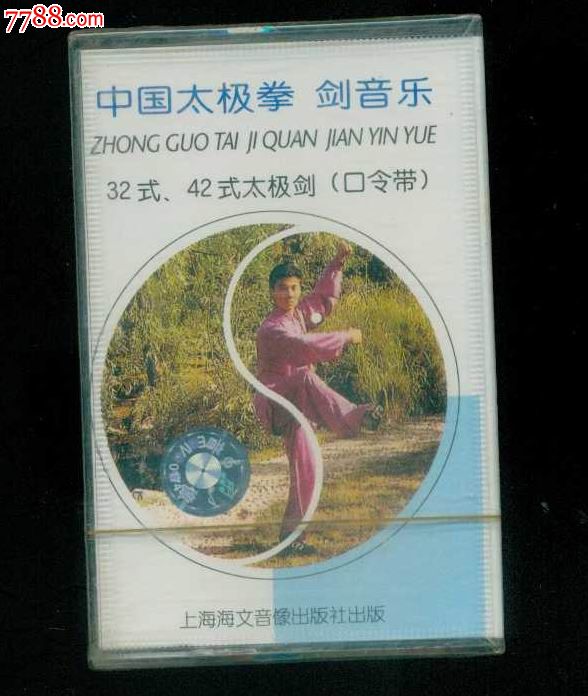 7788.com
中国太极拳 剑音乐
ZHONG GUO TAI JI QUAN JIAN YIN YUE
32式、42式太极剑（口令带）
上海海文音像出版社出版